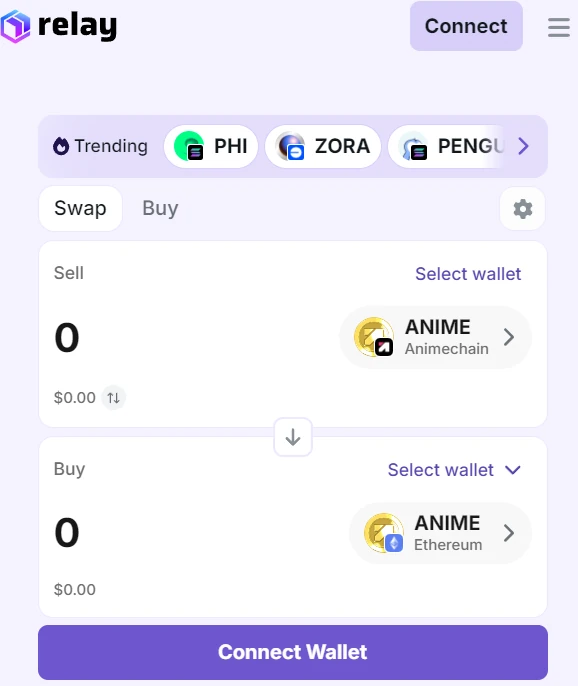 relay
Connect
Trending PHI ZORA PENGU
Swap Buy
Sell Select wallet
0 ANIME
Animechain
$0.00
Buy Select wallet
0 ANIME
Ethereum
$0.00
Connect Wallet